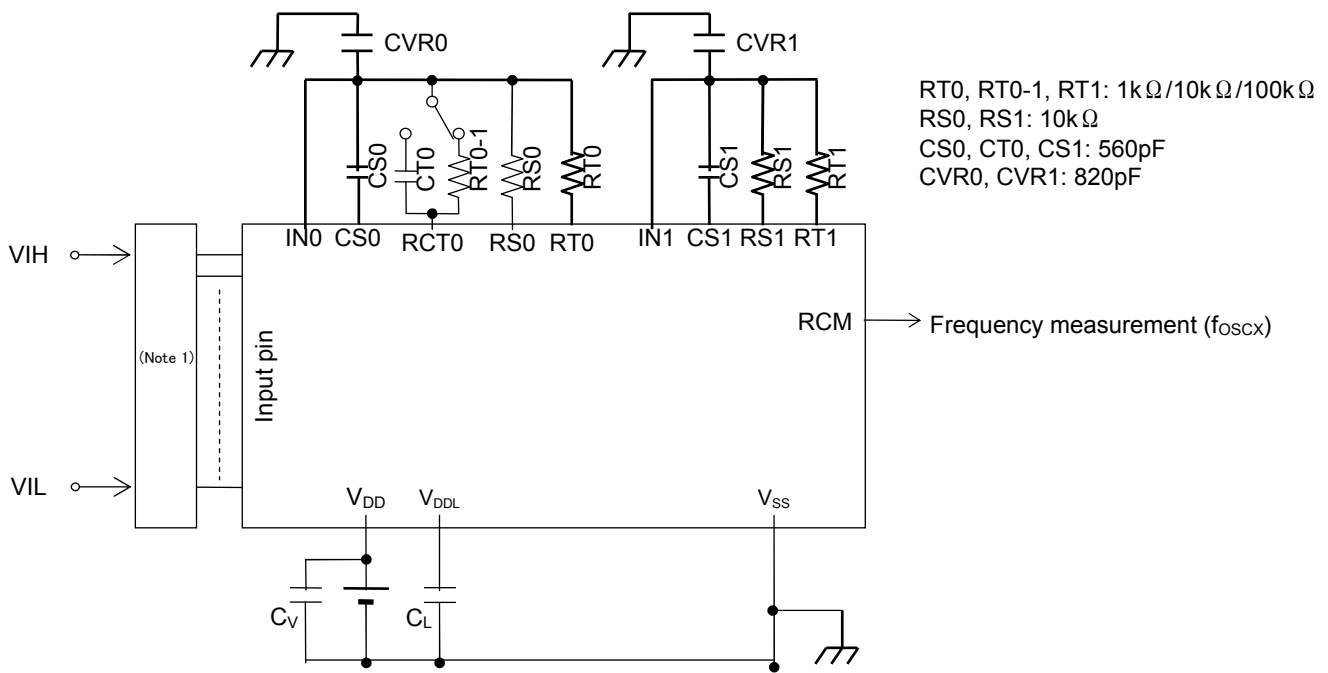 CVR0
CVR1
RT0, RT0-1, RT1: 1kΩ/10kΩ/100kΩ
RS0, RS1: 10kΩ
CS0, CT0, CS1: 560pF
CVR0, CVR1: 820pF
CS0
CT0
RT0-1
RS0
RT0
CS1
RS1
RT1
IN0 CS0 RCT0 RS0 RT0
IN1 CS1 RS1 RT1
VIH
VIL
(Note 1)
Input pin
RCM
Frequency measurement (fOSCX)
VDD
VDDL
VSS
CV
CL